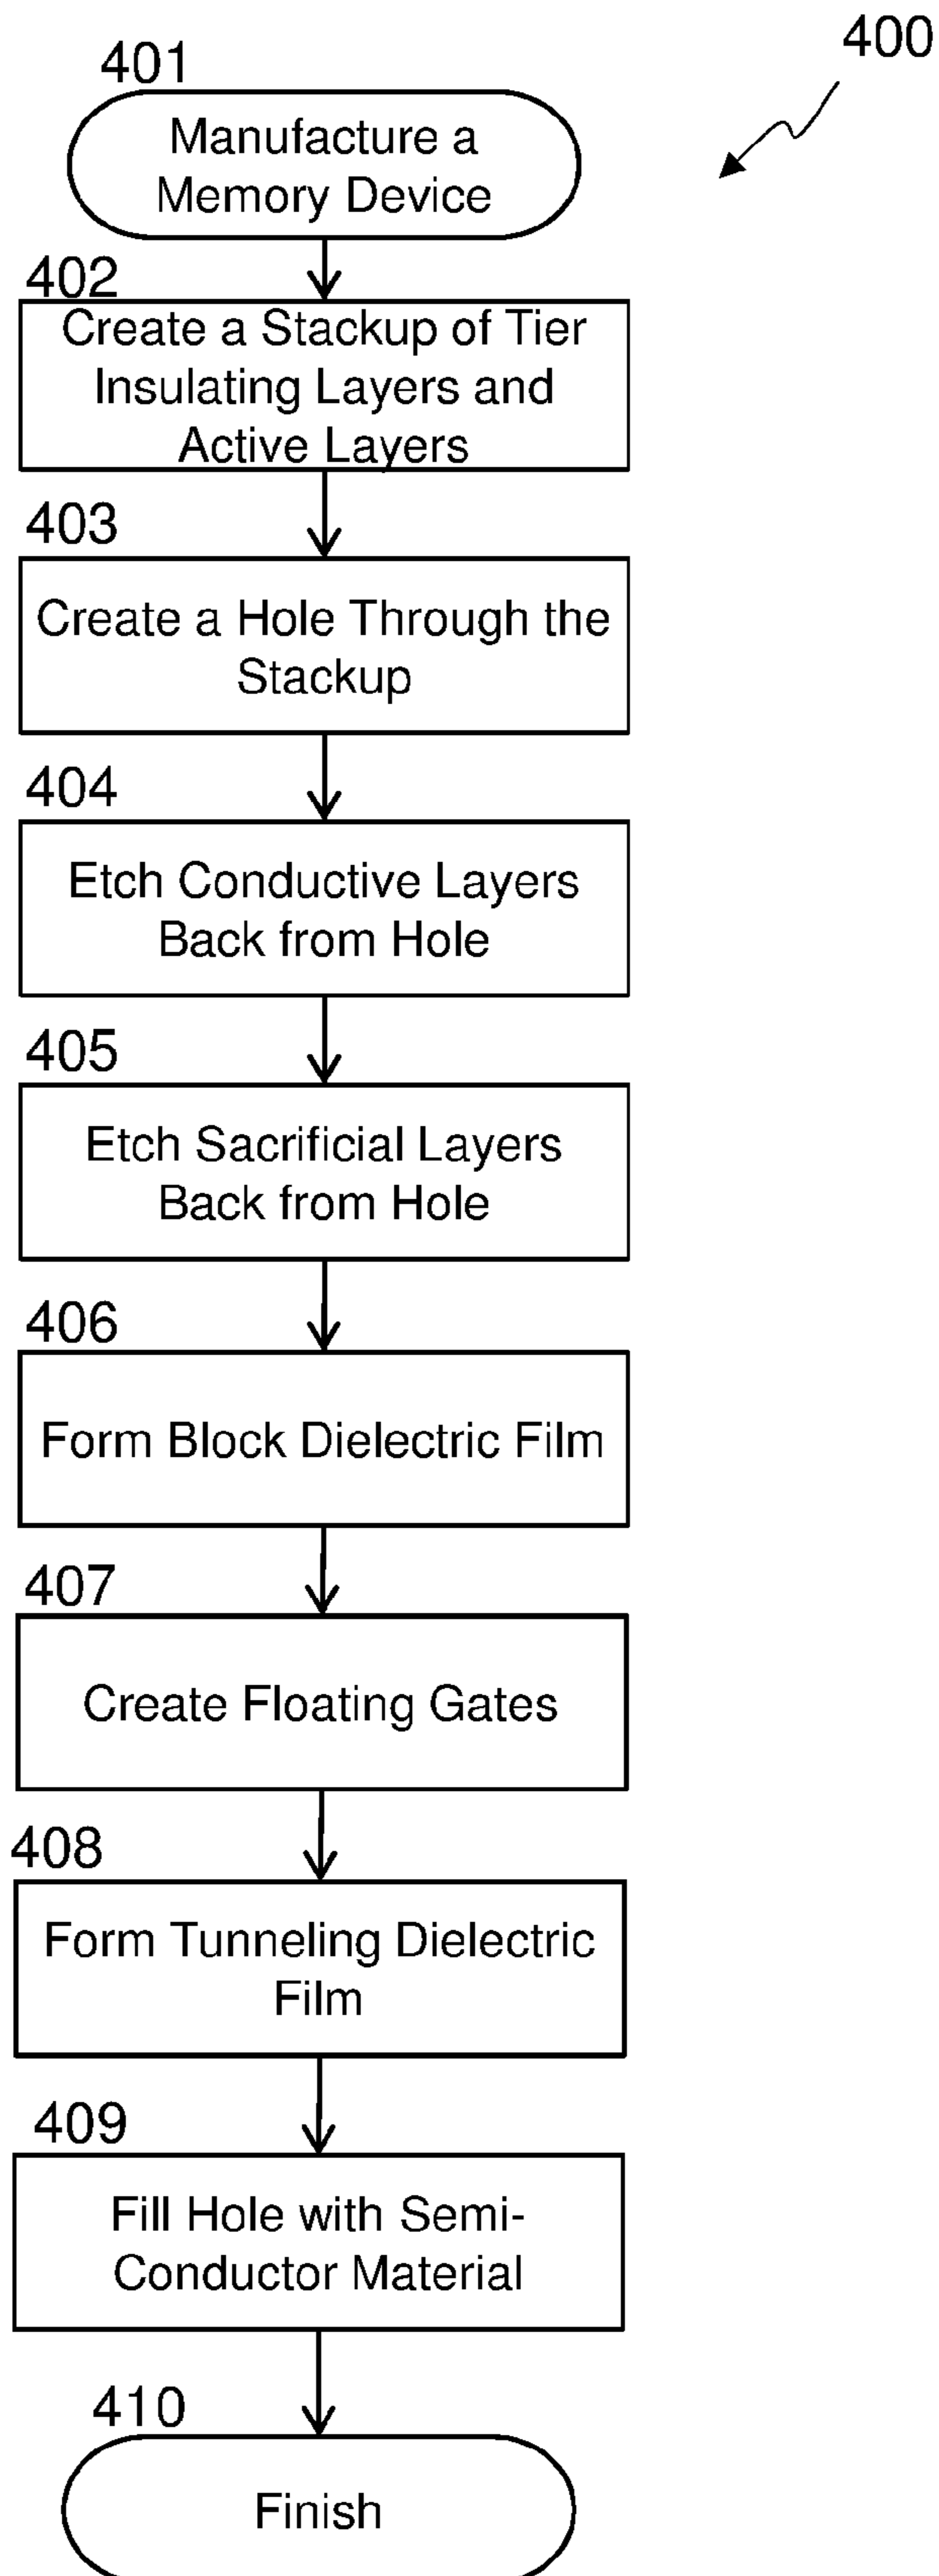 400
401
Manufacture a
Memory Device
402
Create a Stackup of Tier
Insulating Layers and
Active Layers
403
Create a Hole Through the
Stackup
404
Etch Conductive Layers
Back from Hole
405
Etch Sacrificial Layers
Back from Hole
406
Form Block Dielectric Film
407
Create Floating Gates
408
Form Tunneling Dielectric
Film
409
Fill Hole with Semi-
Conductor Material
410
Finish